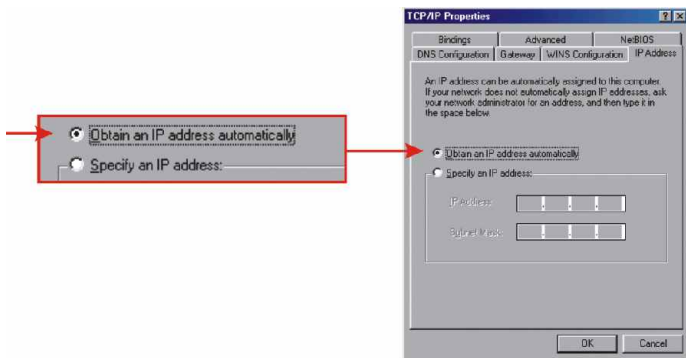 Obtain an IP address automatically
Specify an IP address:
TCP/IP Properties
? X
Bindings Advanced NetBIOS
DNS Configuration Gateway WINS Configuration IP Address
An IP address can be automatically assigned to this computer.
If your network does not automatically assign IP addresses, ask
your network administrator for an address, and then type it in
the space below.
Obtain an IP address automatically
Specify an IP address:
IP Address:
Subnet Mask:
OK Cancel